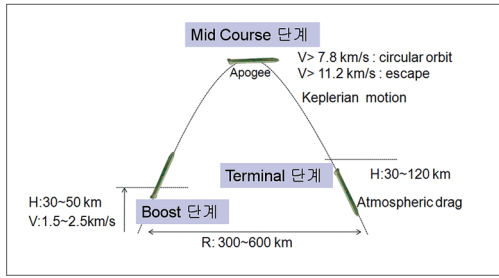 Mid Course 단계
V> 7.8 km/s : circular orbit
V> 11.2 km/s : escape
Apogee
Keplerian motion
Terminal 단계
H:30~120 km
H:30~50 km
V:1.5~2.5km/s
Boost 단계
Atmospheric drag
R: 300~600 km